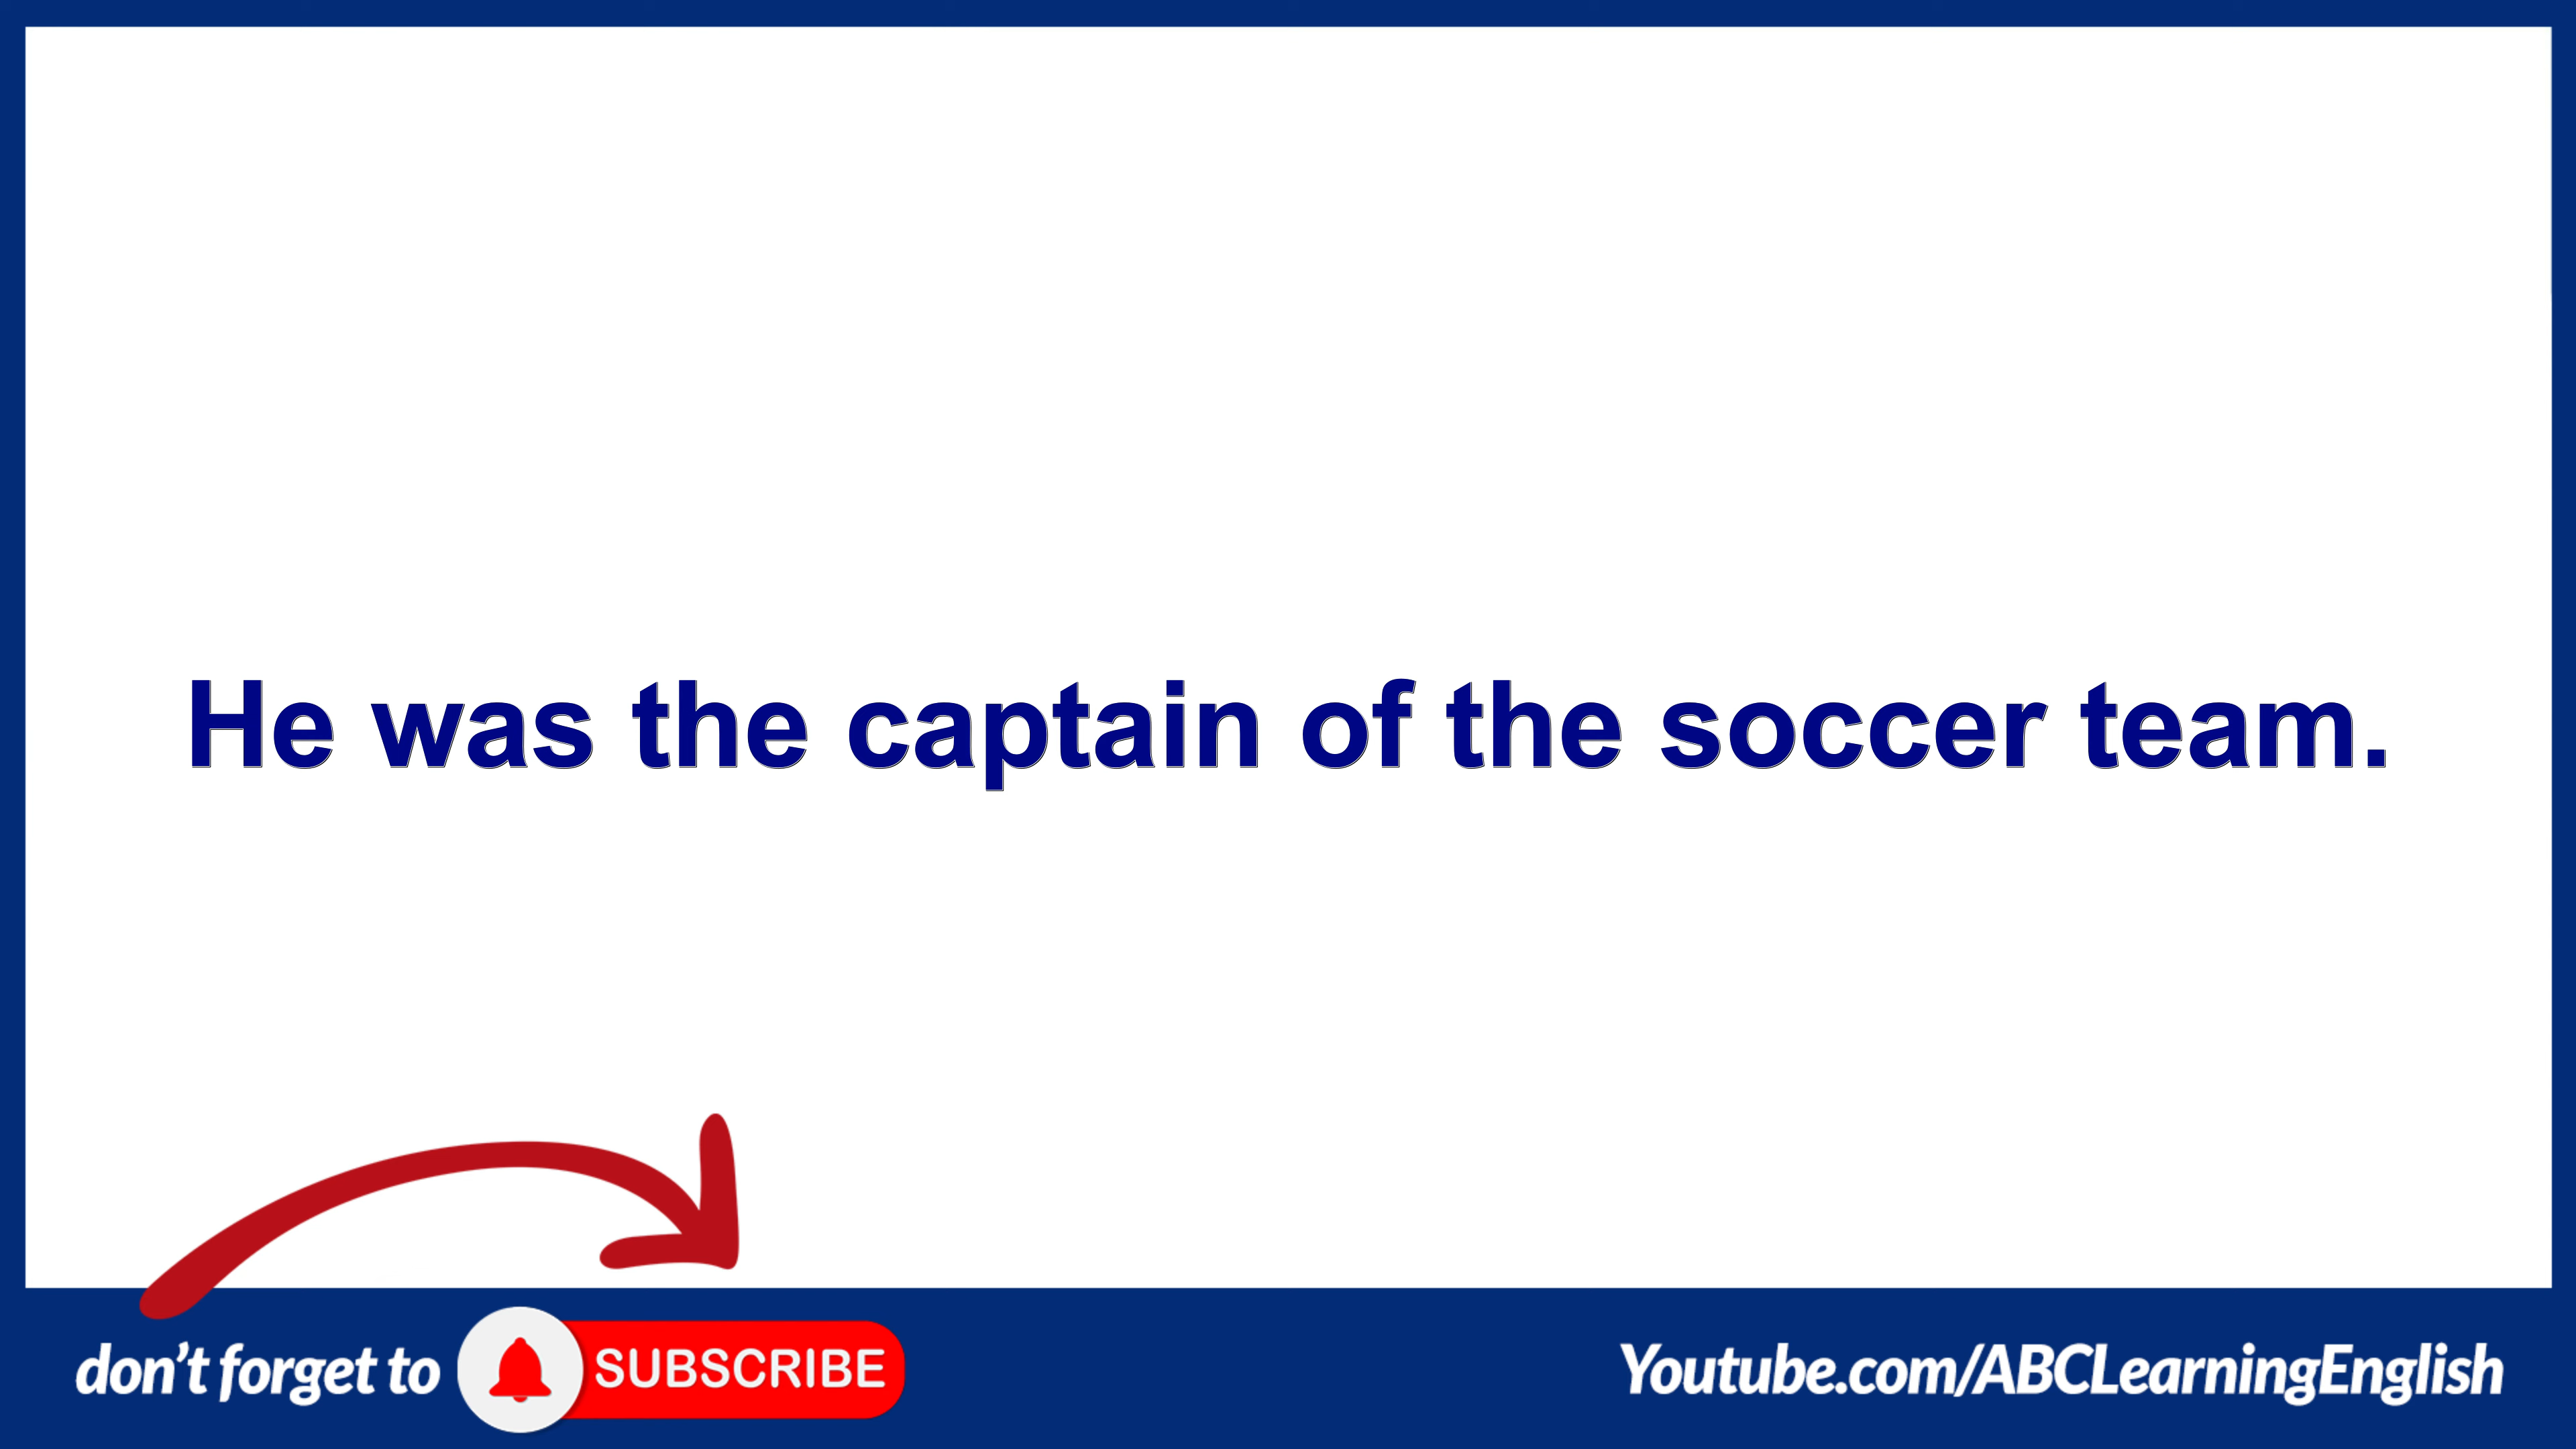 He was the captain of the soccer team.
don't forget to SUBSCRIBE
Youtube.com/ABCLearningEnglish